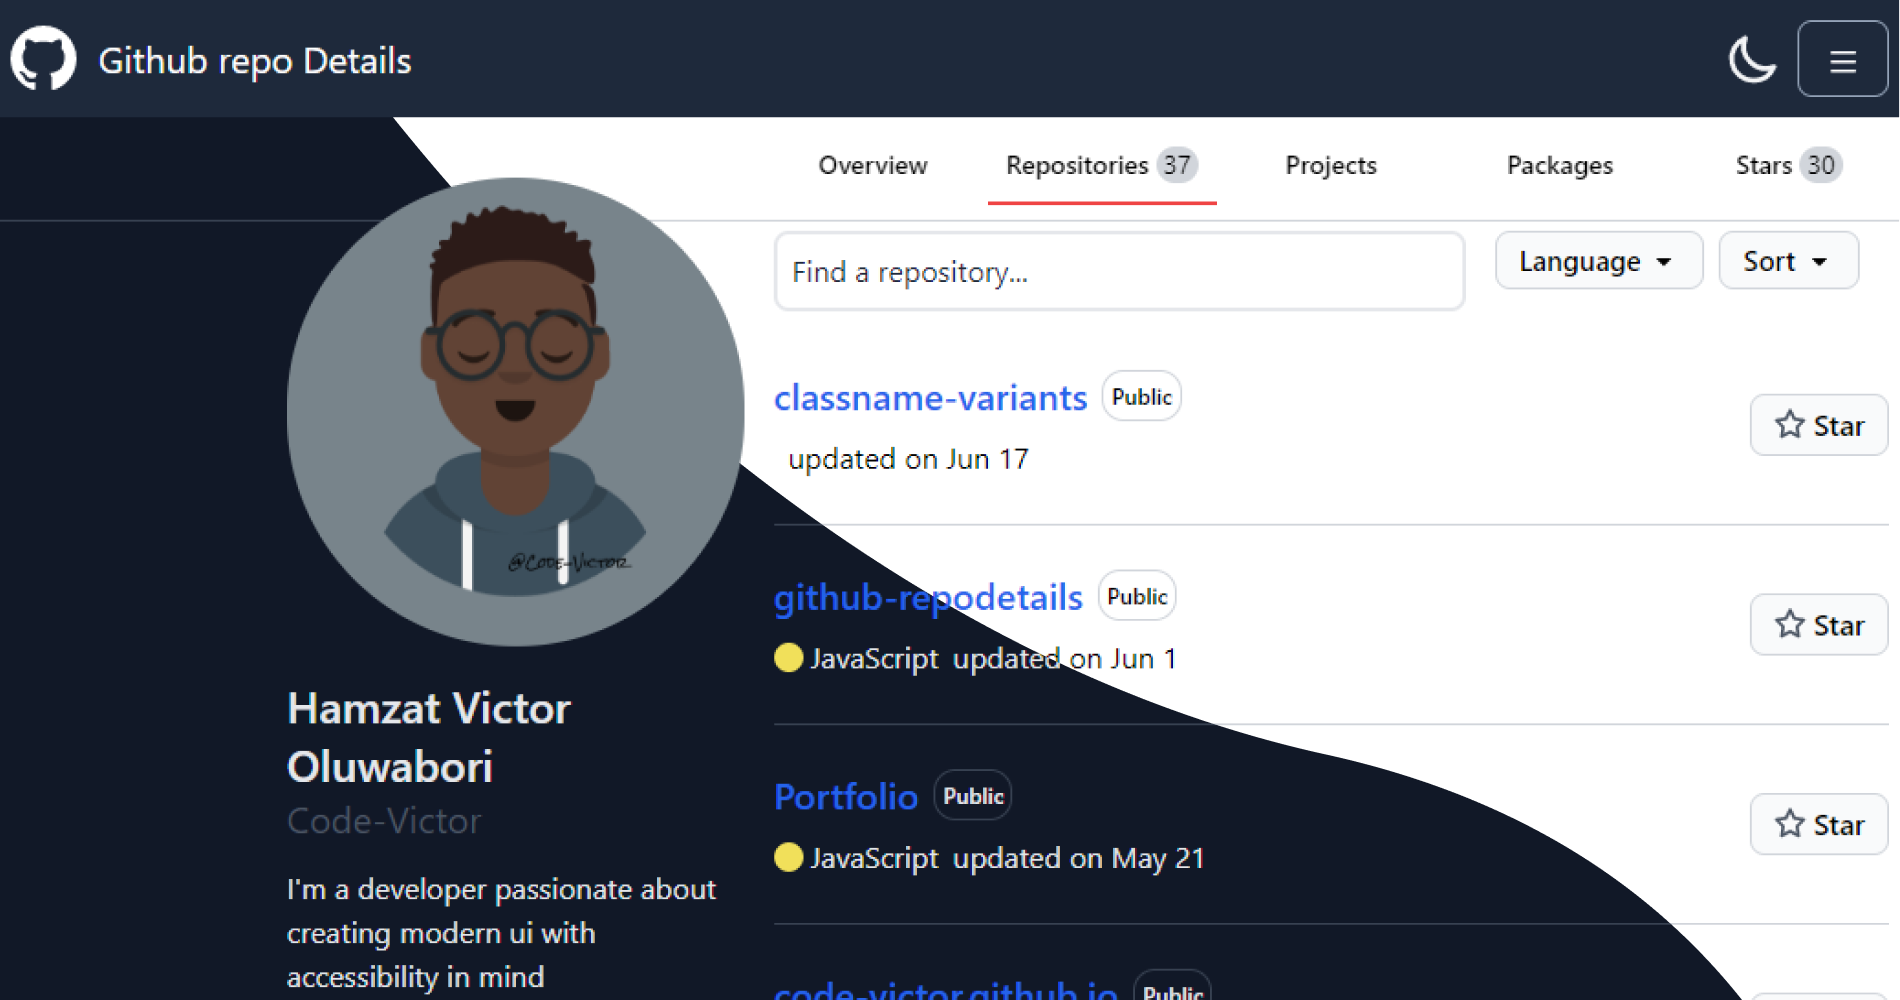 Github repo Details
Overview
Repositories 37
Projects
Packages
Stars 30
Find a repository...
Language
Sort
@Code-Victor
Hamzat Victor
Oluwabori
Code-Victor
I'm a developer passionate about
creating modern ui with
accessibility in mind
classname-variants Public
updated on Jun 17
Star
github-repodetails Public
JavaScript updated on Jun 1
Star
Portfolio Public
JavaScript updated on May 21
Star
code-victor.github.io Public